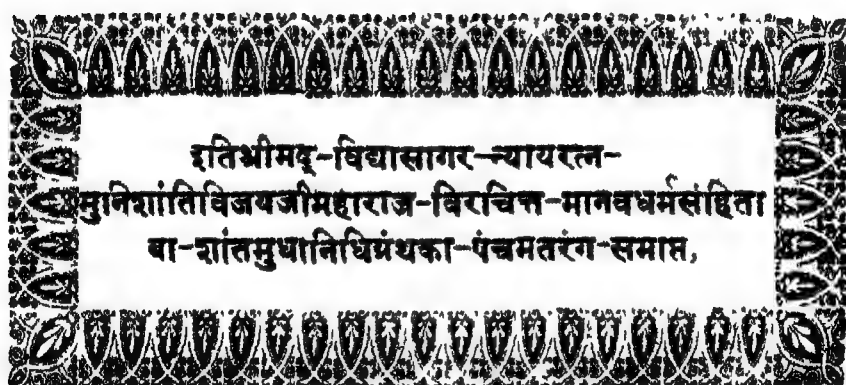 इतिश्रीमद्-विद्यासागर-न्यायरत्न-
मुनिशांतिविजयजीमहाराज-विरचित्त-मानवधर्मसंहिता
वा-शांतसुधानिधिग्रंथका-पंचमतरंग-समाप्त,